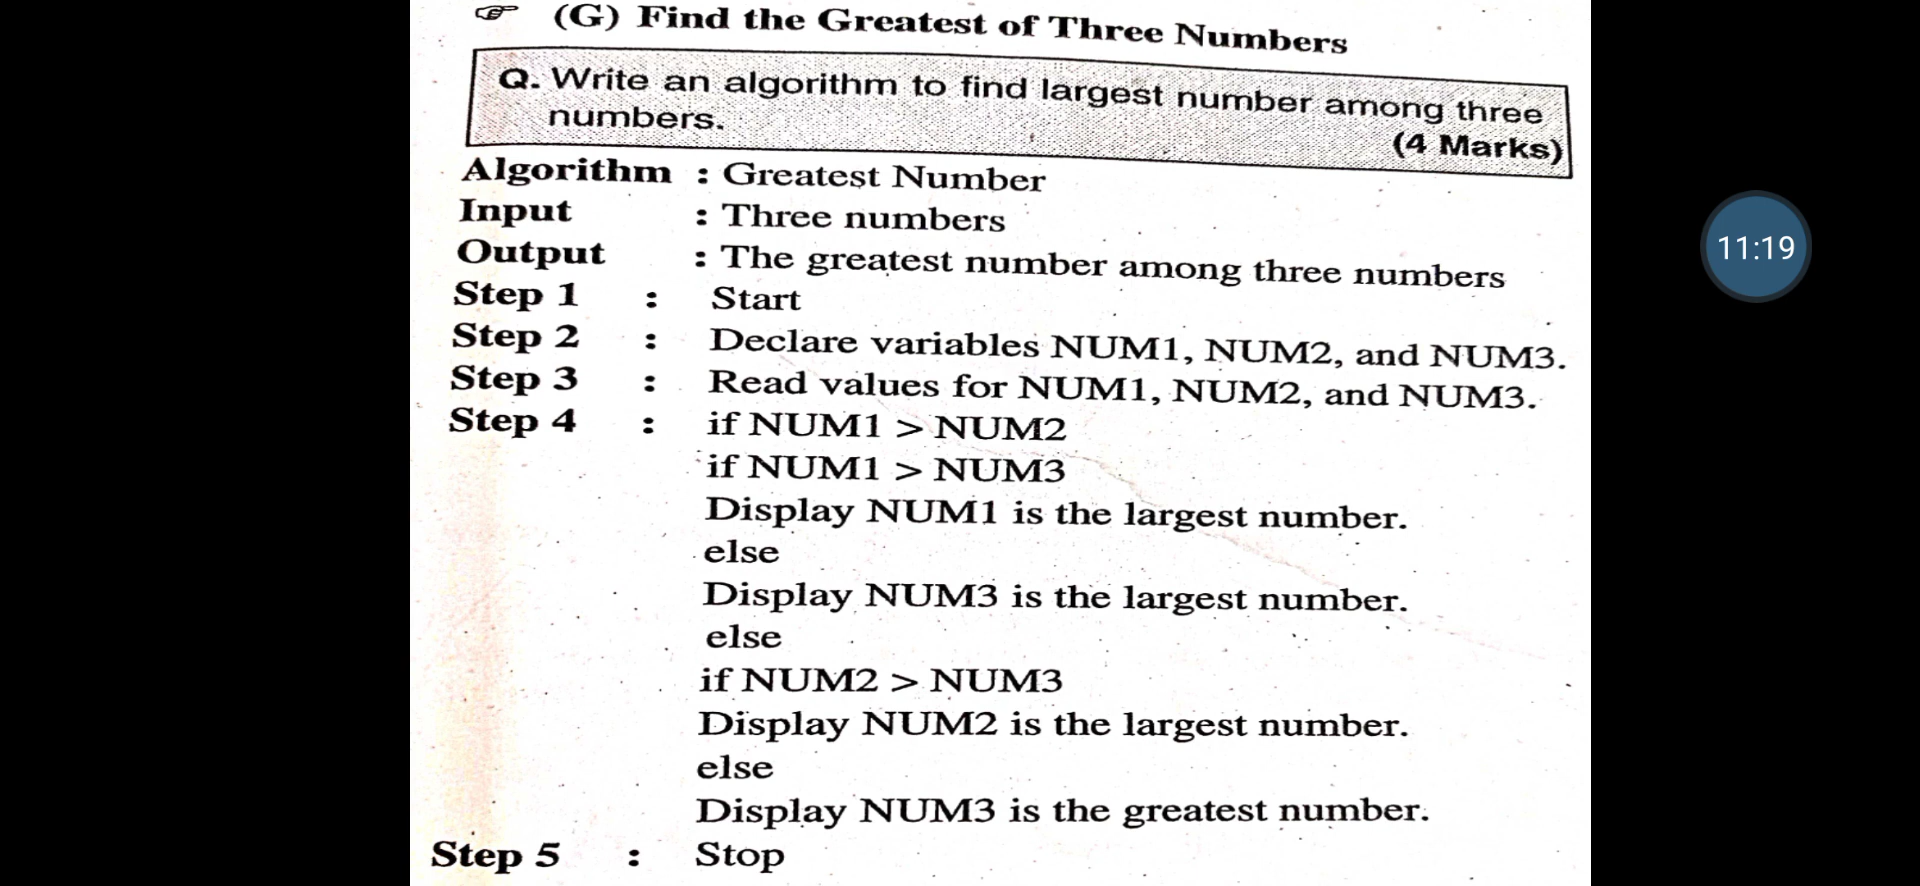 ☞ (G) Find the Greatest of Three Numbers
Q. Write an algorithm to find largest number among three
numbers.
(4 Marks)
Algorithm : Greatest Number
Input : Three numbers
Output : The greatest number among three numbers
Step 1 : Start
Step 2 : Declare variables NUM1, NUM2, and NUM3.
Step 3 : Read values for NUM1, NUM2, and NUM3.
Step 4 : if NUM1 > NUM2
if NUM1 > NUM3
Display NUM1 is the largest number.
else
Display NUM3 is the largest number.
else
if NUM2 > NUM3
Display NUM2 is the largest number.
else
Display NUM3 is the greatest number.
Step 5 : Stop
11:19